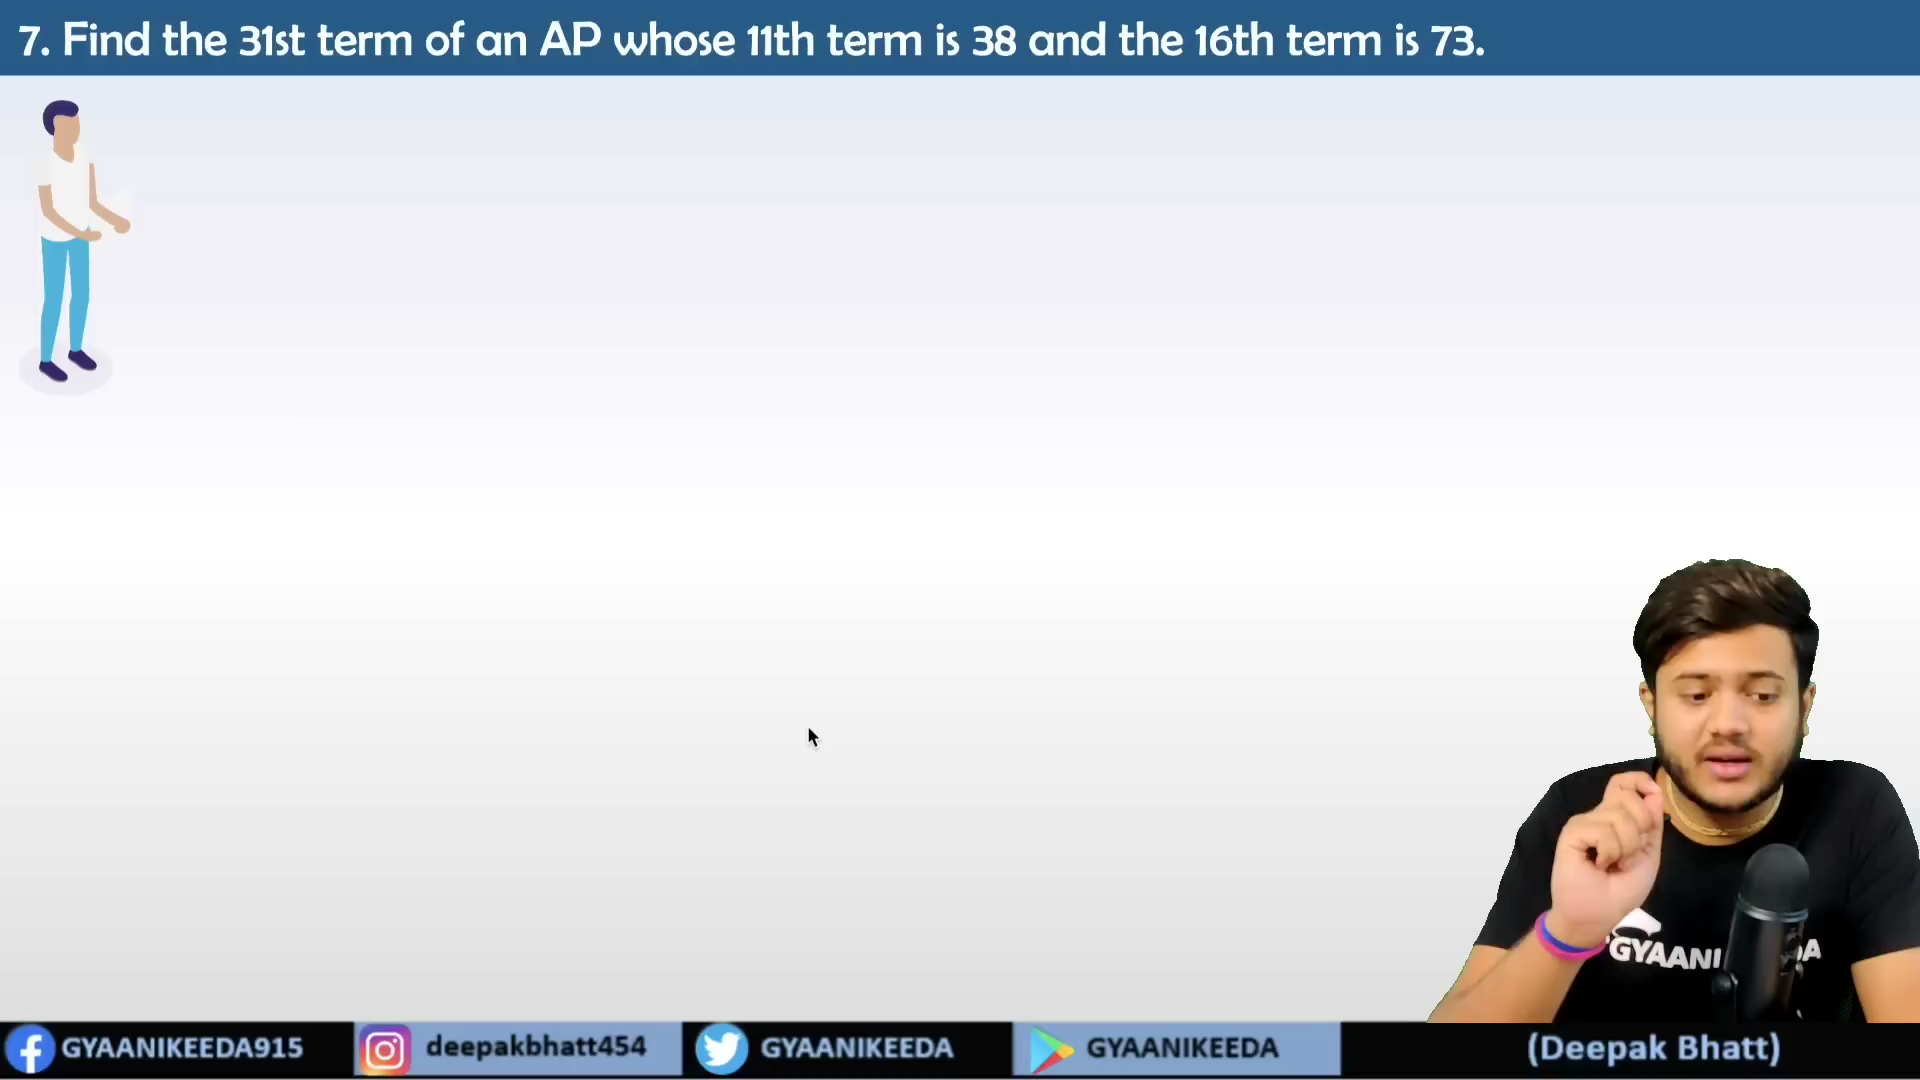 7. Find the 31st term of an AP whose 11th term is 38 and the 16th term is 73.
GYAANI
A
GYAANIKEEDA915
deepakbhatt454
GYAANIKEEDA
GYAANIKEEDA
(Deepak Bhatt)